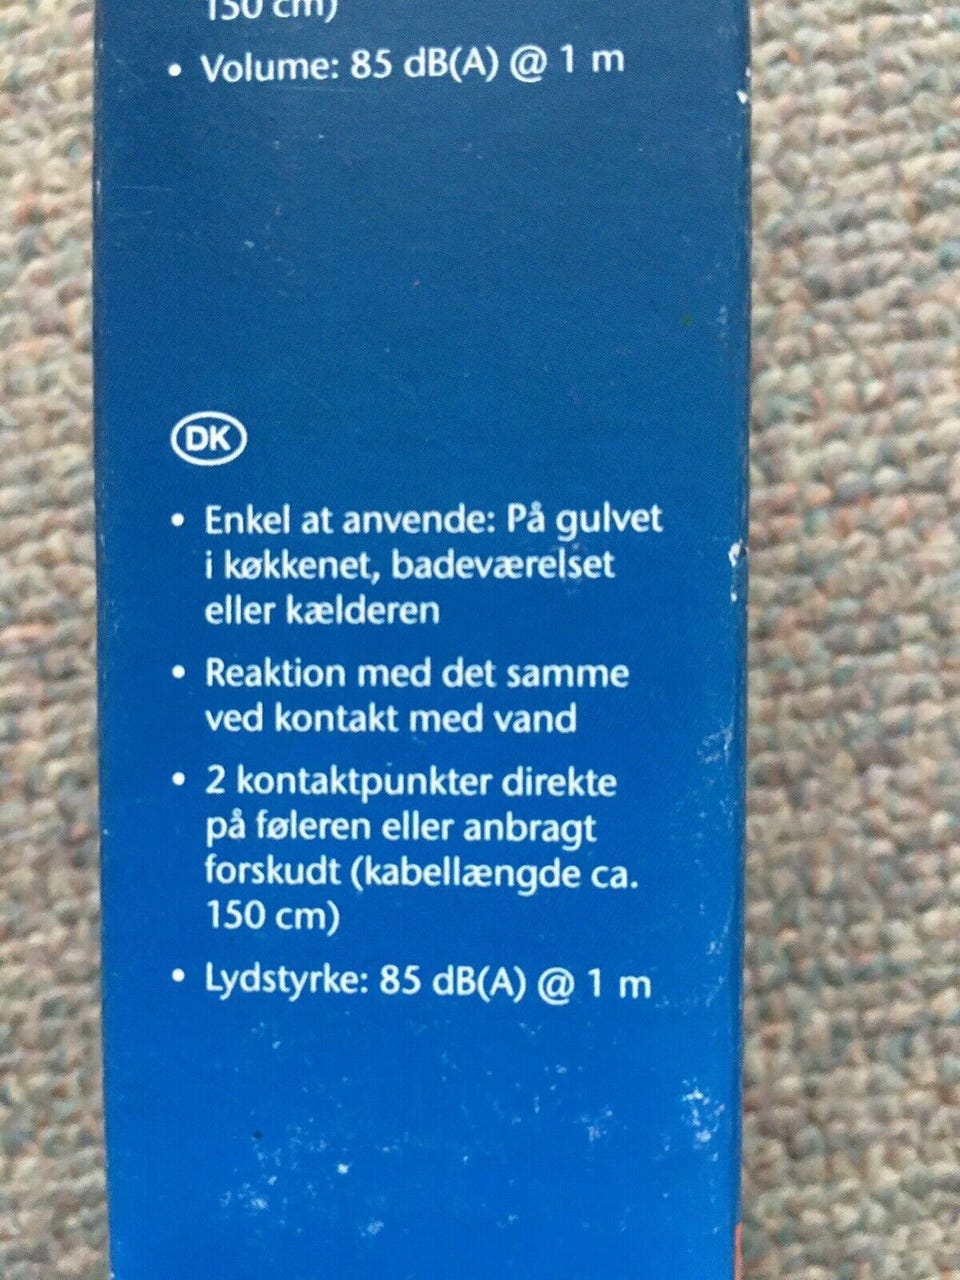 150 cm)
• Volume: 85 dB(A) @ 1 m
DK
• Enkel at anvende: På gulvet
i køkkenet, badeværelset
eller kælderen
• Reaktion med det samme
ved kontakt med vand
• 2 kontaktpunkter direkte
på føleren eller anbragt
forskudt (kabellængde ca.
150 cm)
• Lydstyrke: 85 dB(A) @ 1 m